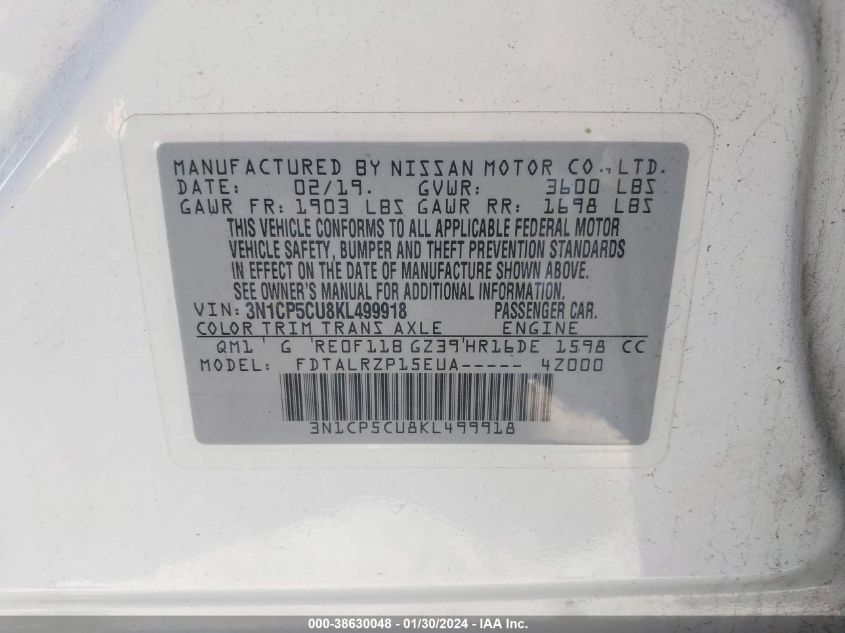 MANUFACTURED BY NISSAN MOTOR CO., LTD.
DATE: 02/19. GVWR: 3600 LBS
GAWR FR: 1903 LBS GAWR RR: 1698 LBS
THIS VEHICLE CONFORMS TO ALL APPLICABLE FEDERAL MOTOR
VEHICLE SAFETY, BUMPER AND THEFT PREVENTION STANDARDS
IN EFFECT ON THE DATE OF MANUFACTURE SHOWN ABOVE.
SEE OWNER'S MANUAL FOR ADDITIONAL INFORMATION.
VIN: 3N1CP5CU8KL499918 PASSENGER CAR.
COLOR TRIM TRANS AXLE ENGINE
QM1 G RE0F11B GZ39 HR16DE 1598 CC
MODEL: FDTALRZP15EUA----- 4Z000
3N1CP5CU8KL499918
000-38630048 - 01/30/2024 - FTDA, Inc.